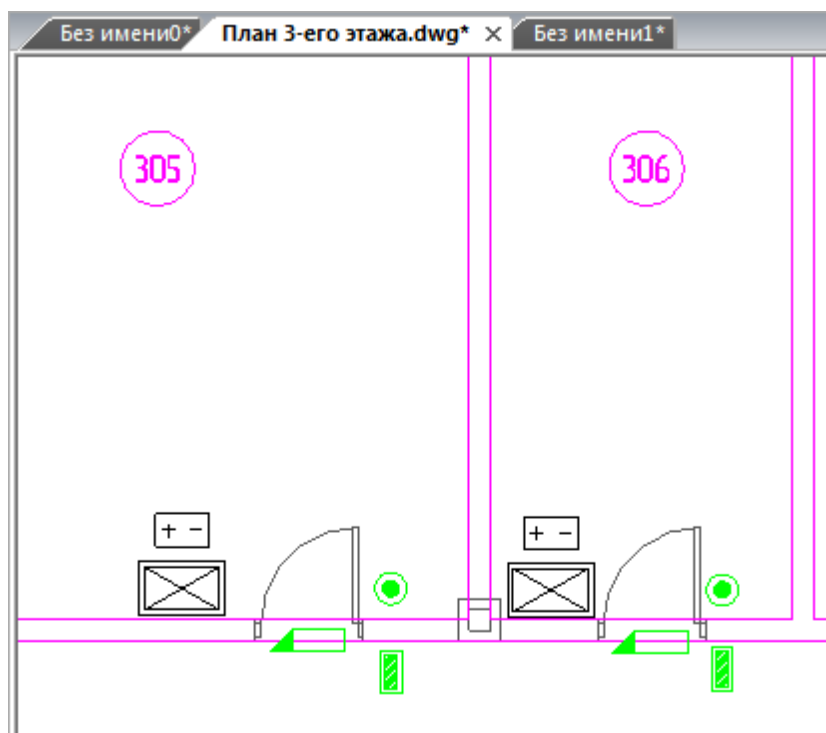 Без имени0* План 3-его этажа.dwg* Без имени1*
305 306
+ - + -